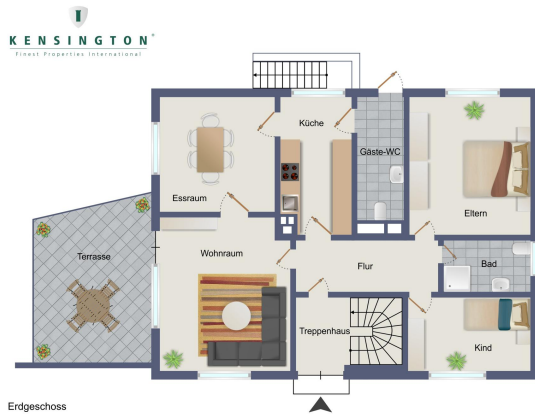 KENSINGTON®
Finest Properties International
Küche
Gäste-WC
Essraum
Eltern
Terrasse
Wohnraum
Flur
Bad
Treppenhaus
Kind
Erdgeschoss